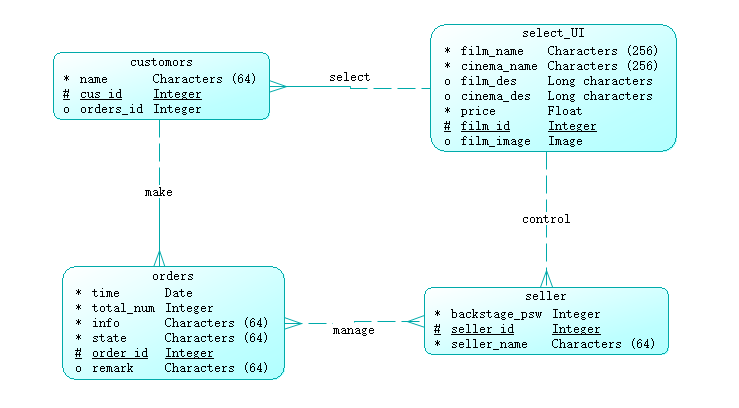 customors
* name Characters (64)
# cus_id Integer
o orders_id Integer
select
select_UI
* film_name Characters (256)
* cinema_name Characters (256)
o film_des Long characters
o cinema_des Long characters
* price Float
# film_id Integer
o film_image Image
make
control
orders
* time Date
* total_num Integer
* info Characters (64)
* state Characters (64)
# order_id Integer
o remark Characters (64)
manage
seller
* backstage_psw Integer
# seller_id Integer
* seller_name Characters (64)